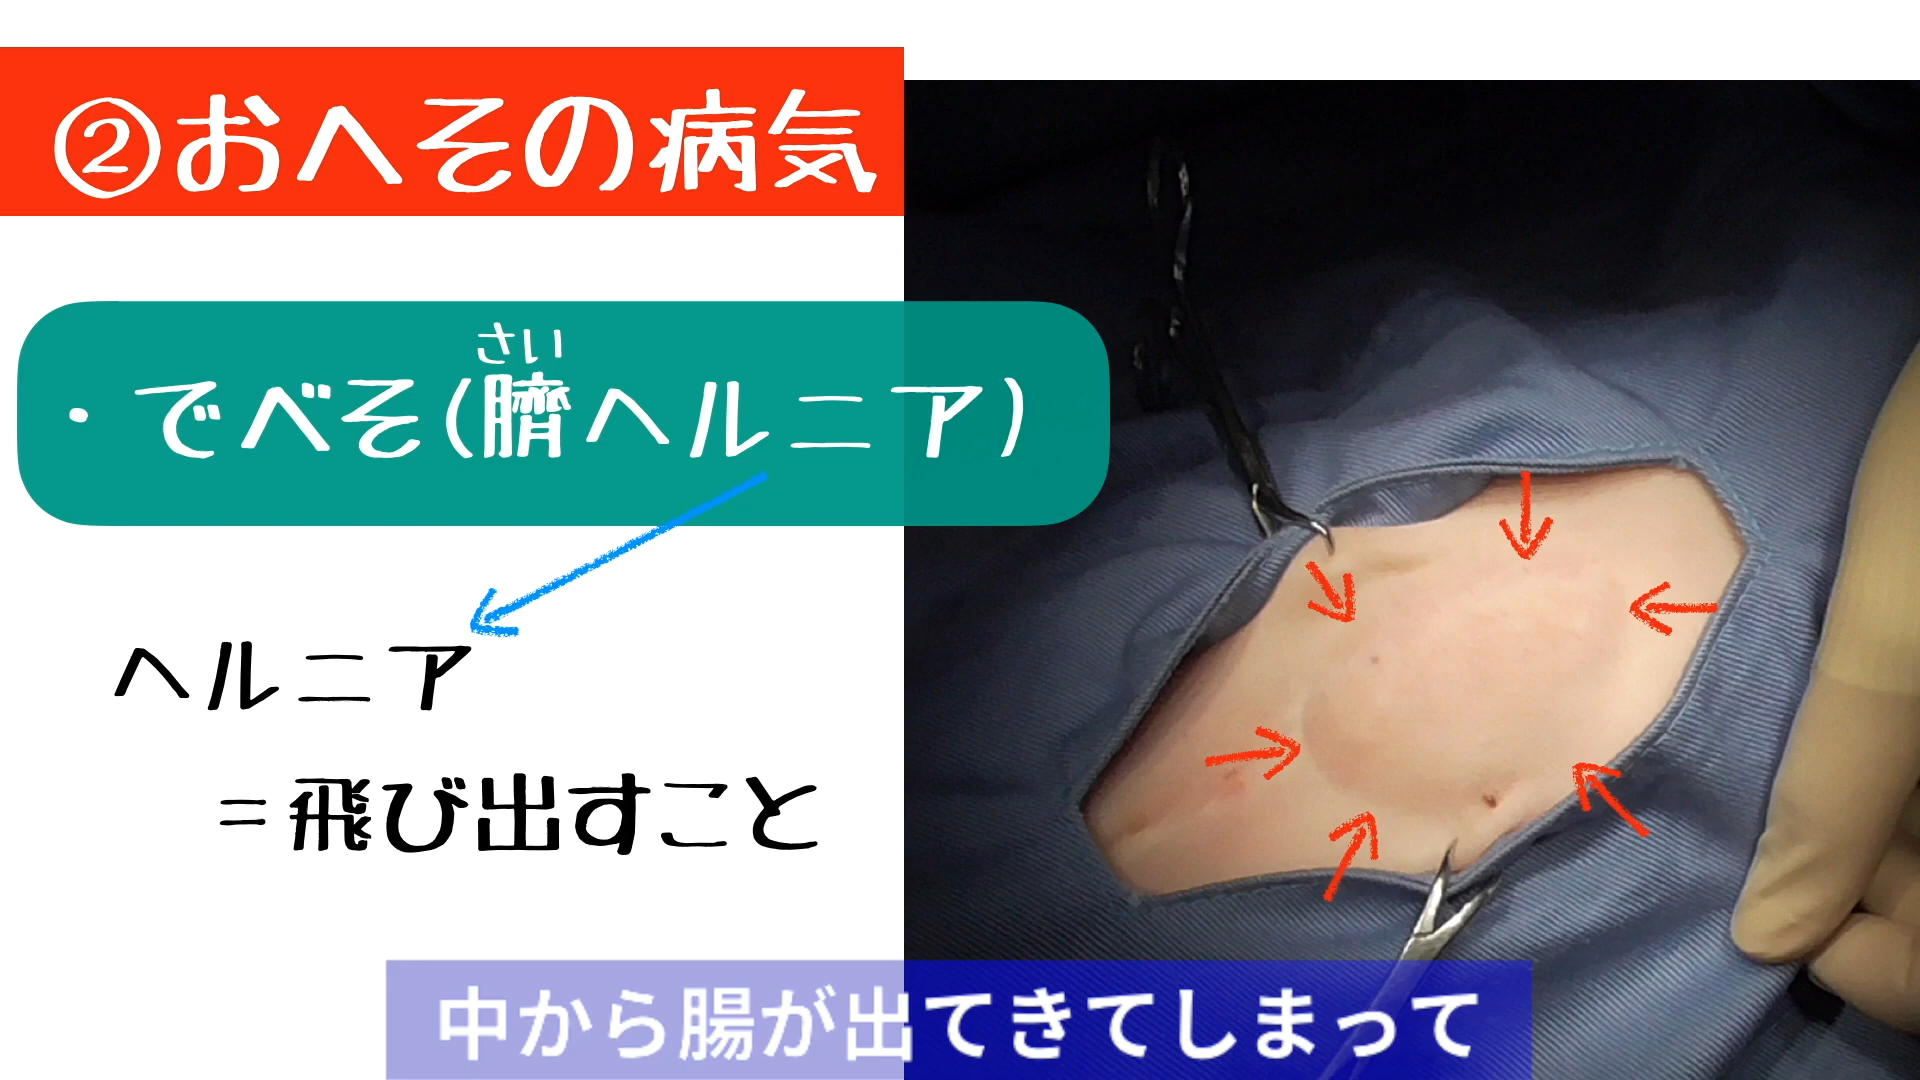 ②おへその病気
さい
・でべそ(臍ヘルニア)
ヘルニア
=飛び出すこと
中から腸が出てきてしまって